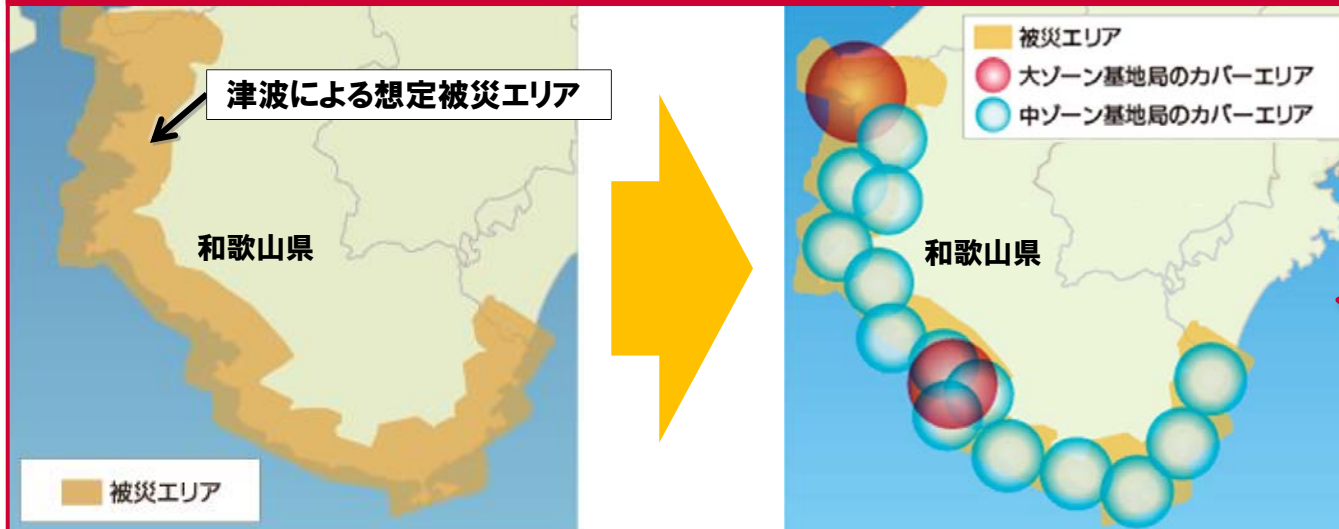 津波による想定被災エリア
和歌山県
被災エリア
被災エリア
大ゾーン基地局のカバーエリア
中ゾーン基地局のカバーエリア
和歌山県